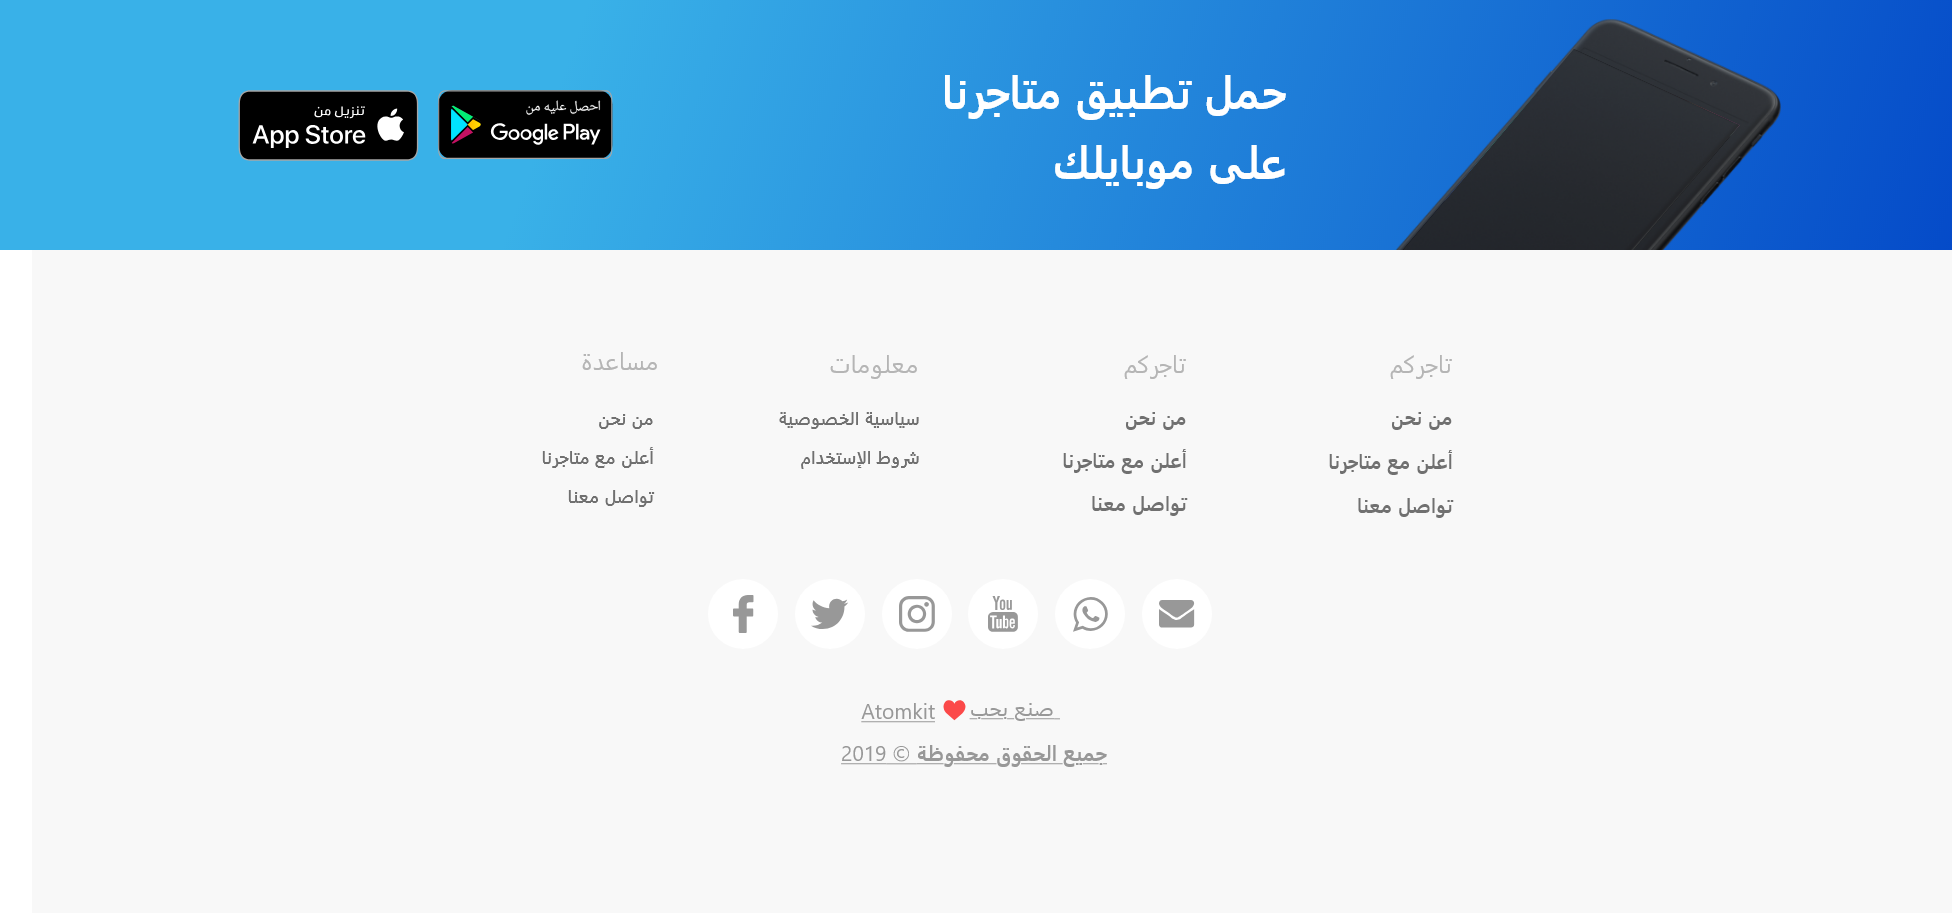 حمل تطبيق متاجرنا
على موبايلك
احصل عليه من
Google Play
تنزيل من
App Store
تاجركم
من نحن
أعلن مع متاجرنا
تواصل معنا
تاجركم
من نحن
أعلن مع متاجرنا
تواصل معنا
معلومات
سياسية الخصوصية
شروط الإستخدام
مساعدة
من نحن
أعلن مع متاجرنا
تواصل معنا
You
Tube
صنع بحب ❤ Atomkit
جميع الحقوق محفوظة © 2019